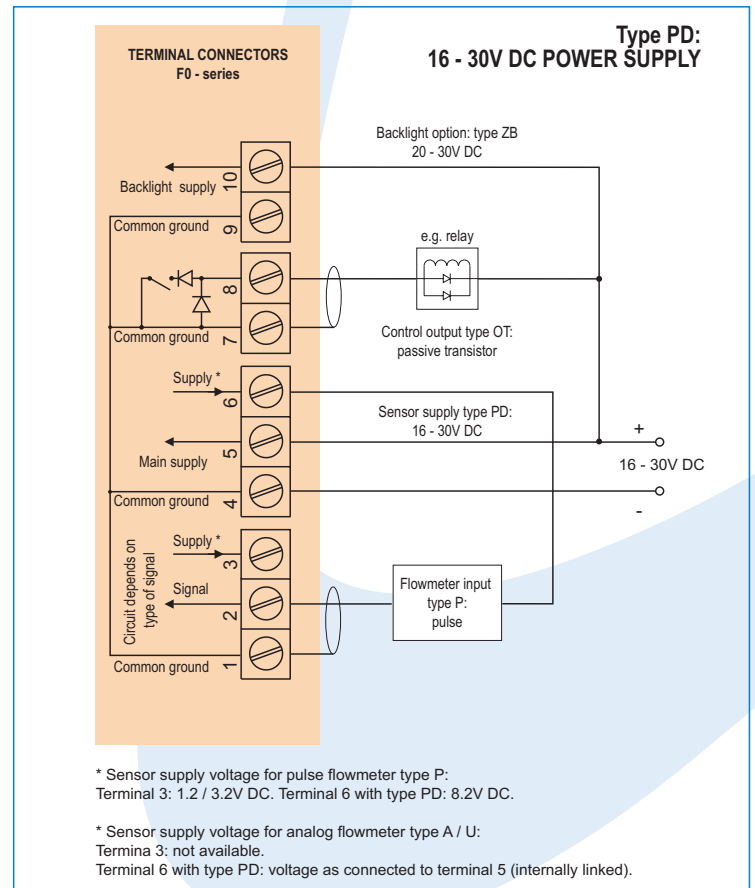 Type PD:
16 - 30V DC POWER SUPPLY
TERMINAL CONNECTORS
F0 - series
Backlight option: type ZB
20 - 30V DC
10
Backlight supply
9
Common ground
e.g. relay
8
7
Common ground
Control output type OT:
passive transistor
Supply *
6
Sensor supply type PD:
16 - 30V DC
5
Main supply
+
16 - 30V DC
-
4
Common ground
Circuit depends on
type of signal
Supply *
3
Signal
2
Flowmeter input
type P:
pulse
1
Common ground
* Sensor supply voltage for pulse flowmeter type P:
Terminal 3: 1.2 / 3.2V DC. Terminal 6 with type PD: 8.2V DC.
* Sensor supply voltage for analog flowmeter type A / U:
Termina 3: not available.
Terminal 6 with type PD: voltage as connected to terminal 5 (internally linked).